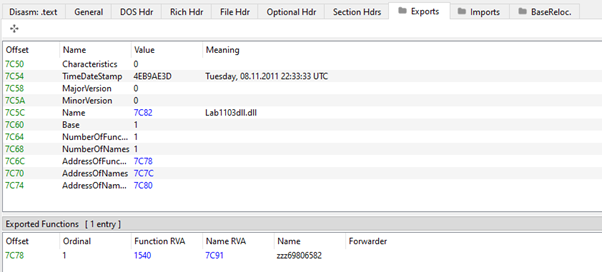 Disasm: .text General DOS Hdr Rich Hdr File Hdr Optional Hdr Section Hdrs Exports Imports BaseReloc.
Offset Name Value Meaning
7C50 Characteristics 0
7C54 TimeDateStamp 4EB9AE3D Tuesday, 08.11.2011 22:33:33 UTC
7C58 MajorVersion 0
7C5A MinorVersion 0
7C5C Name 7C82 Lab1103dll.dll
7C60 Base 1
7C64 NumberOfFunc... 1
7C68 NumberOfNames 1
7C6C AddressOfFunc... 7C78
7C70 AddressOfNames 7C7C
7C74 AddressOfNam... 7C80
Exported Functions [ 1 entry ]
Offset Ordinal Function RVA Name RVA Name Forwarder
7C78 1 1540 7C91 zzz69806582